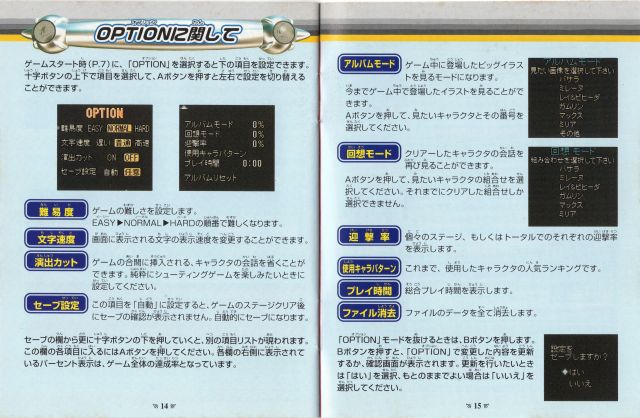 OPTIONに関して
ゲームスタート時(P.7)に、「OPTION」を選択すると下の項目を設定できます。
十字ボタンの上下で項目を選択して、Aボタンを押すと左右で設定を切り替える
ことができます。
OPTION
難易度 EASY NORMAL HARD
文字速度 遅い 普通 高速
演出カット ON OFF
セーブ設定 自動 任意
アルバムモード 0%
回想モード 0%
迎撃率 0%
使用キャラパターン
プレイ時間 0:00
アルバムリセット
難易度
ゲームの難しさを設定します。
EASY▶NORMAL▶HARDの順番で難しくなります。
文字速度
画面に表示される文字の表示速度を変更することができます。
演出カット
ゲームの合間に挿入される、キャラクタの会話を省くことが
できます。純粋にシューティングゲームを楽しみたいときに
設定してください。
セーブ設定
この項目を「自動」に設定すると、ゲームのステージクリア後
にセーブの確認が表示されません。自動的にセーブになります。
セーブの欄から更に十字ボタンの下を押していくと、別の項目リストが現われます。
この欄の各項目に入るにはAボタンを押してください。各欄の右側に表示されて
いるパーセント表示は、ゲーム全体の達成率となっています。
14
アルバムモード
ゲーム中に登場したビッグイラス
トを見るモードになります。
今までゲーム中で登場したイラストを見ることがで
きます。
Aボタンを押して、見たいキャラクタとその番号を
選択してください。
アルバムモード
見たい画像を選択して下さい
バサラ
ミレーヌ
レイ&ビヒーダ
ガムリン
マックス
ミリア
その他
回想モード
クリアーしたキャラクタの会話を
再び見ることができます。
Aボタンを押して、見たいキャラクタの組合せを選
択してください。それまでにクリアした組合せしか
選択できません。
回想モード
組み合わせを選択して下さい
バサラ
ミレーヌ
レイ&ビヒーダ
ガムリン
マックス
ミリア
迎撃率
個々のステージ、もしくはトータルでのそれぞれの迎撃率
を表示します。
使用キャラパターン
これまで、使用したキャラクタの人気ランキングです。
プレイ時間
総合プレイ時間を表示します。
ファイル消去
ファイルのデータを全て消去します。
「OPTION」モードを抜けるときは、Bボタンを押します。
Bボタンを押すと、「OPTION」で変更した内容を更新
するか、確認画面が表示されます。更新を行いたいとき
は「はい」を選択、もとのままでよい場合は「いいえ」を
選択してください。
設定を
セーブしますか?
◆はい
いいえ
15